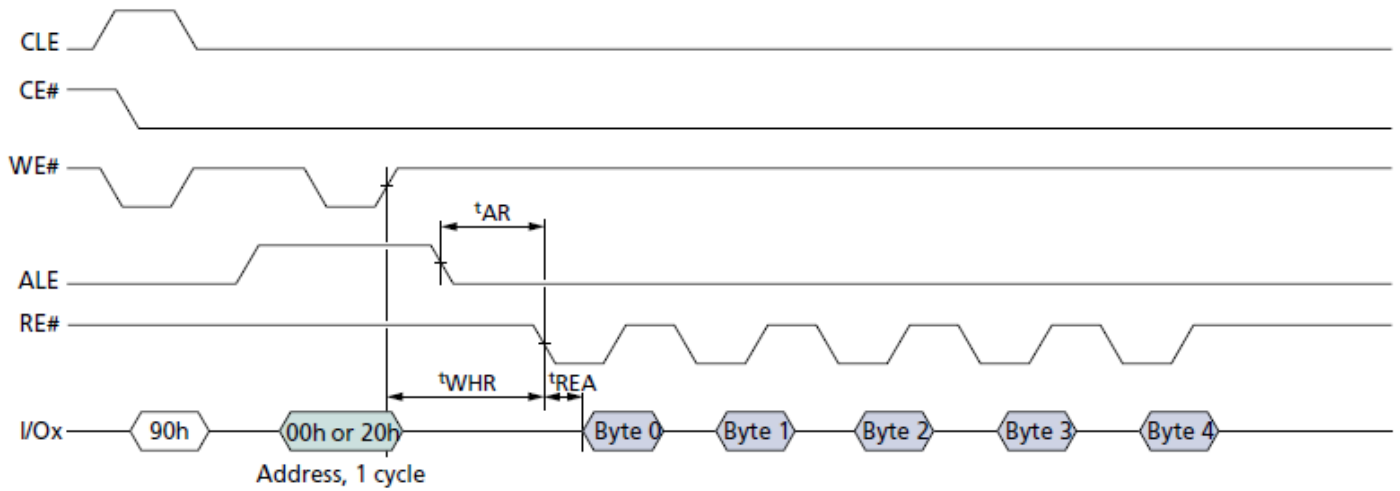 CLE
CE#
WE#
tAR
ALE
RE#
tWHR tREA
I/Ox 90h 00h or 20h Byte 0 Byte 1 Byte 2 Byte 3 Byte 4
Address, 1 cycle